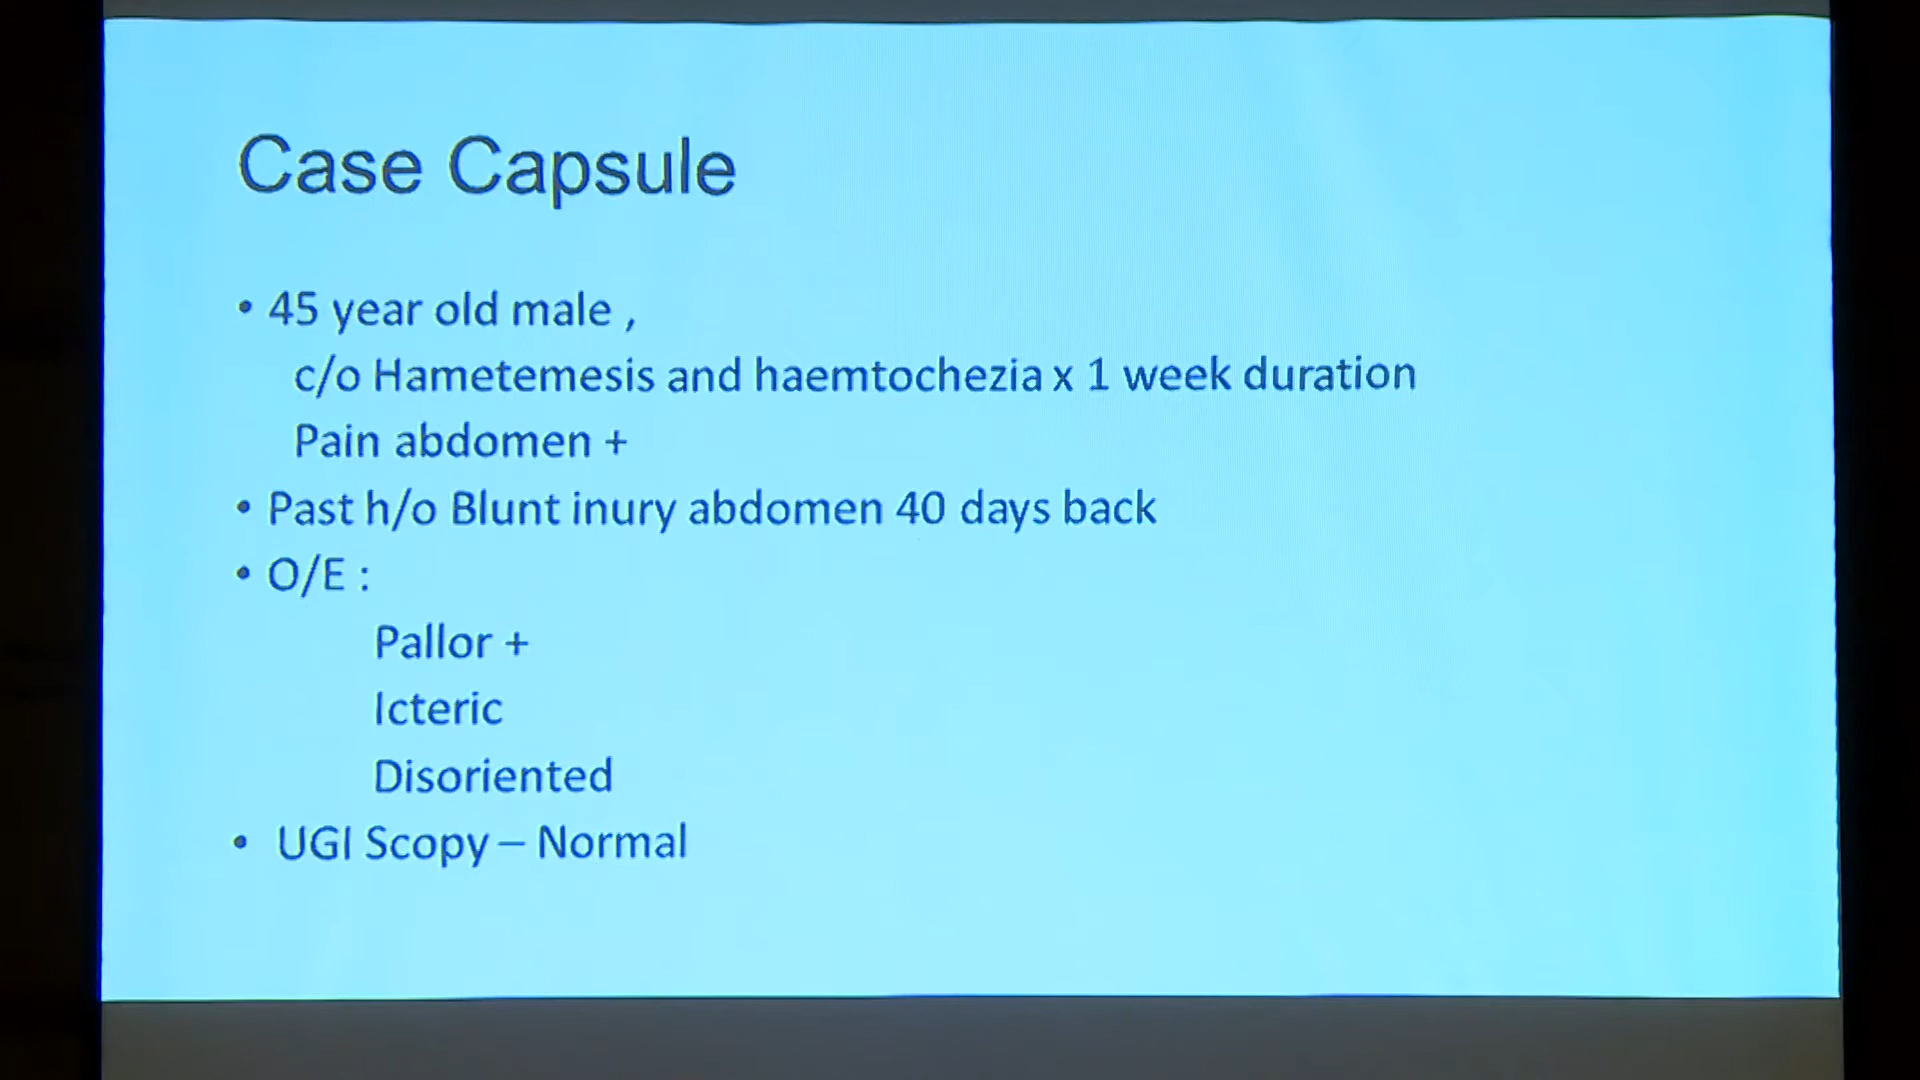 Case Capsule
• 45 year old male ,
c/o Hametemesis and haemtochezia x 1 week duration
Pain abdomen +
• Past h/o Blunt inury abdomen 40 days back
• O/E :
Pallor +
Icteric
Disoriented
• UGI Scopy – Normal